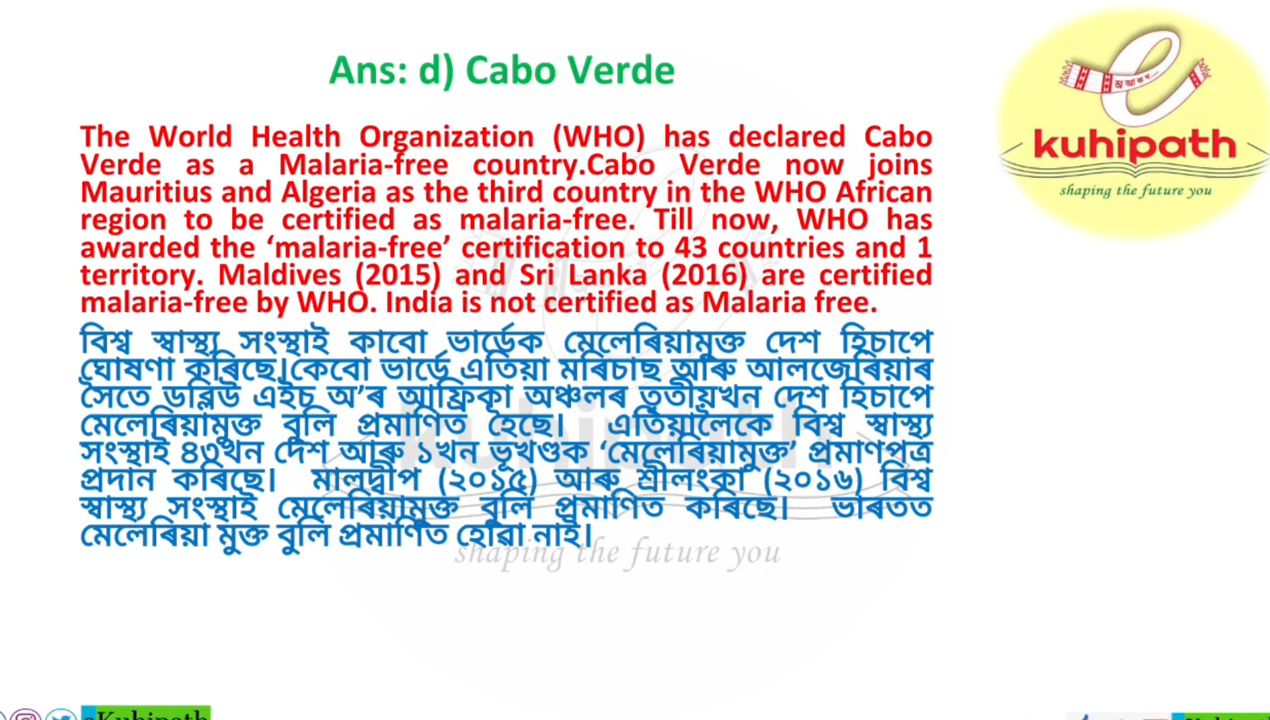 Ans: d) Cabo Verde
The World Health Organization (WHO) has declared Cabo
Verde as a Malaria-free country.Cabo Verde now joins
Mauritius and Algeria as the third country in the WHO African
region to be certified as malaria-free. Till now, WHO has
awarded the ‘malaria-free’ certification to 43 countries and 1
territory. Maldives (2015) and Sri Lanka (2016) are certified
malaria-free by WHO. India is not certified as Malaria free.
বিশ্ব স্বাস্থ্য সংস্থাই কাবো ভাৰ্ডেক মেলেৰিয়ামুক্ত দেশ হিচাপে
ঘোষণা কৰিছে।কেবো ভাৰ্ডে এতিয়া মৰিচাছ আৰু আলজেৰিয়াৰ
সৈতে ডব্লিউ এইচ অ’ৰ আফ্ৰিকা অঞ্চলৰ তৃতীয়খন দেশ হিচাপে
মেলেৰিয়ামুক্ত বুলি প্ৰমাণিত হৈছে। এতিয়ালৈকে বিশ্ব স্বাস্থ্য
সংস্থাই ৪৩খন দেশ আৰু ১খন ভূখণ্ডক ‘মেলেৰিয়ামুক্ত’ প্ৰমাণপত্ৰ
প্ৰদান কৰিছে। মালদ্বীপ (২০১৫) আৰু শ্ৰীলংকা (২০১৬) বিশ্ব
স্বাস্থ্য সংস্থাই মেলেৰিয়ামুক্ত বুলি প্ৰমাণিত কৰিছে। ভাৰতত
মেলেৰিয়া মুক্ত বুলি প্ৰমাণিত হোৱা নাই।
অ আ ক খ....
kuhipath
shaping the future you
kuhipath
shaping the future you
eKuhipath